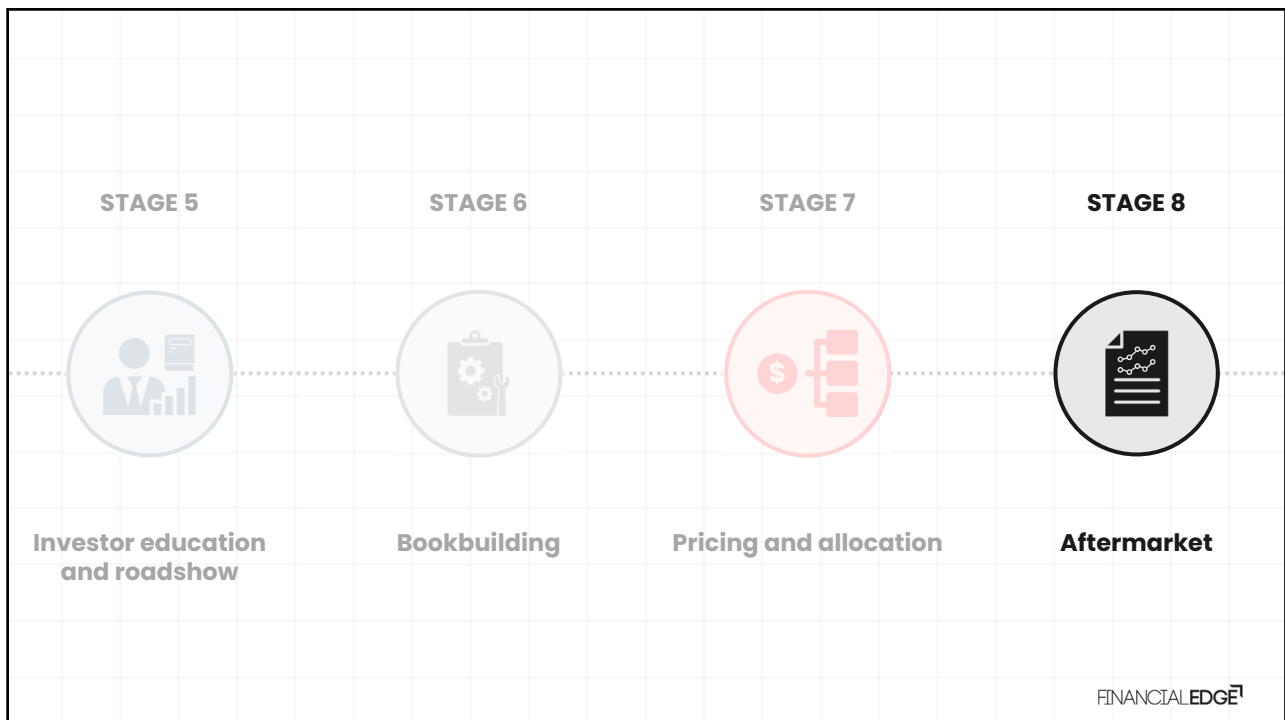 STAGE 5
STAGE 6
STAGE 7
STAGE 8
$
Investor education
and roadshow
Bookbuilding
Pricing and allocation
Aftermarket
FINANCIALEDGE